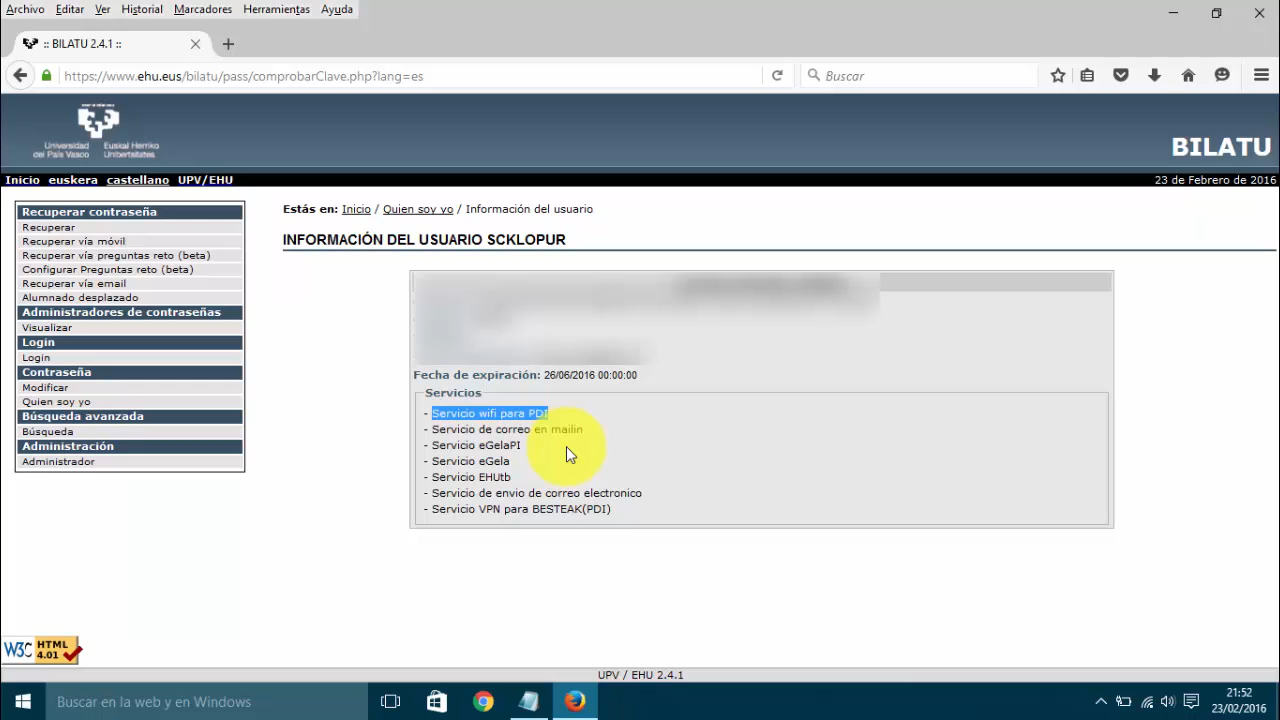 Archivo Editar Ver Historial Marcadores Herramientas Ayuda
:: BILATU 2.4.1 ::
https://www.ehu.eus/bilatu/pass/comprobarClave.php?lang=es
Buscar
Universidad del País Vasco
Euskal Herriko Unibertsitatea
BILATU
Inicio euskera castellano UPV/EHU
23 de Febrero de 2016
Recuperar contraseña
Recuperar
Recuperar vía móvil
Recuperar vía preguntas reto (beta)
Configurar Preguntas reto (beta)
Recuperar vía email
Alumnado desplazado
Administradores de contraseñas
Visualizar
Login
Login
Contraseña
Modificar
Quien soy yo
Búsqueda avanzada
Búsqueda
Administración
Administrador
Estás en: Inicio / Quien soy yo / Información del usuario
INFORMACIÓN DEL USUARIO SCKLOPUR
Fecha de expiración: 26/06/2016 00:00:00
Servicios
- Servicio wifi para PDI
- Servicio de correo en mailin
- Servicio eGelaPI
- Servicio eGela
- Servicio EHUtb
- Servicio de envio de correo electronico
- Servicio VPN para BESTEAK(PDI)
W3C HTML 4.01
UPV / EHU 2.4.1
Buscar en la web y en Windows
21:52
23/02/2016